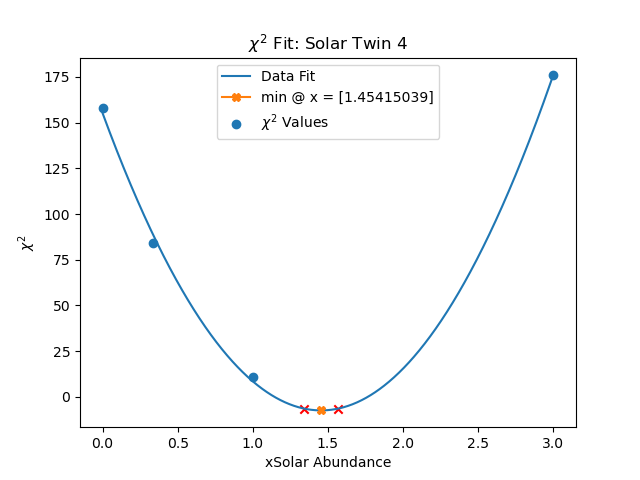 χ² Fit: Solar Twin 4
Data Fit
min @ x = [1.45415039]
χ² Values
175
150
125
100
75
50
25
0
χ²
0.0 0.5 1.0 1.5 2.0 2.5 3.0
xSolar Abundance